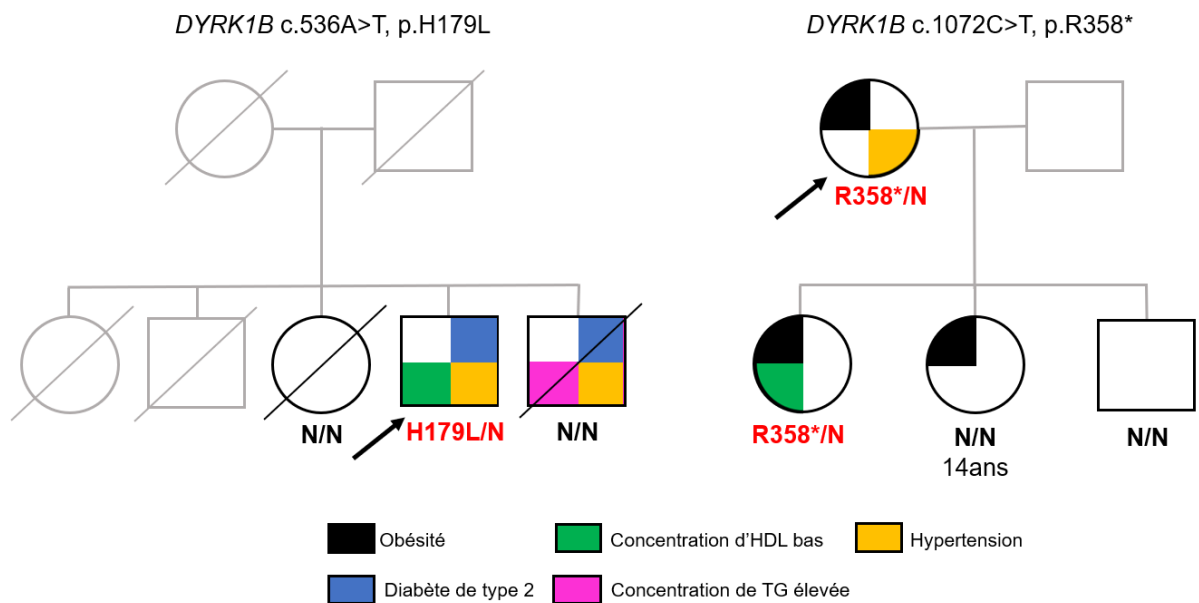 DYRK1B c.536A>T, p.H179L
DYRK1B c.1072C>T, p.R358*
R358*/N
N/N
H179L/N
N/N
R358*/N
N/N
14ans
N/N
Obésité
Concentration d'HDL bas
Hypertension
Diabète de type 2
Concentration de TG élevée